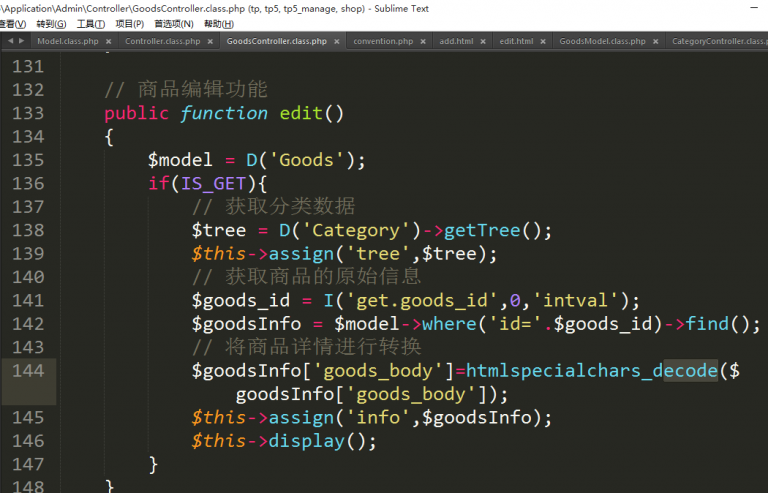 \Application\Admin\Controller\GoodsController.class.php (tp, tp5, tp5_manage, shop) - Sublime Text
查看(V) 转到(G) 工具(T) 项目(P) 首选项(N) 帮助(H)
Model.class.php × Controller.class.php × GoodsController.class.php × convention.php × add.html × edit.html × GoodsModel.class.php × CategoryController.class.p
131
132 // 商品编辑功能
133 public function edit()
134 {
135 $model = D('Goods');
136 if(IS_GET){
137 // 获取分类数据
138 $tree = D('Category')->getTree();
139 $this->assign('tree',$tree);
140 // 获取商品的原始信息
141 $goods_id = I('get.goods_id',0,'intval');
142 $goodsInfo = $model->where('id='.$goods_id)->find();
143 // 将商品详情进行转换
144 $goodsInfo['goods_body']=htmlspecialchars_decode($
goodsInfo['goods_body']);
145 $this->assign('info',$goodsInfo);
146 $this->display();
147 }
148 }